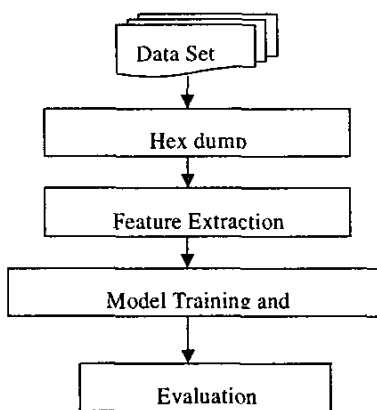 Data Set
Hex dump
Feature Extraction
Model Training and
Evaluation